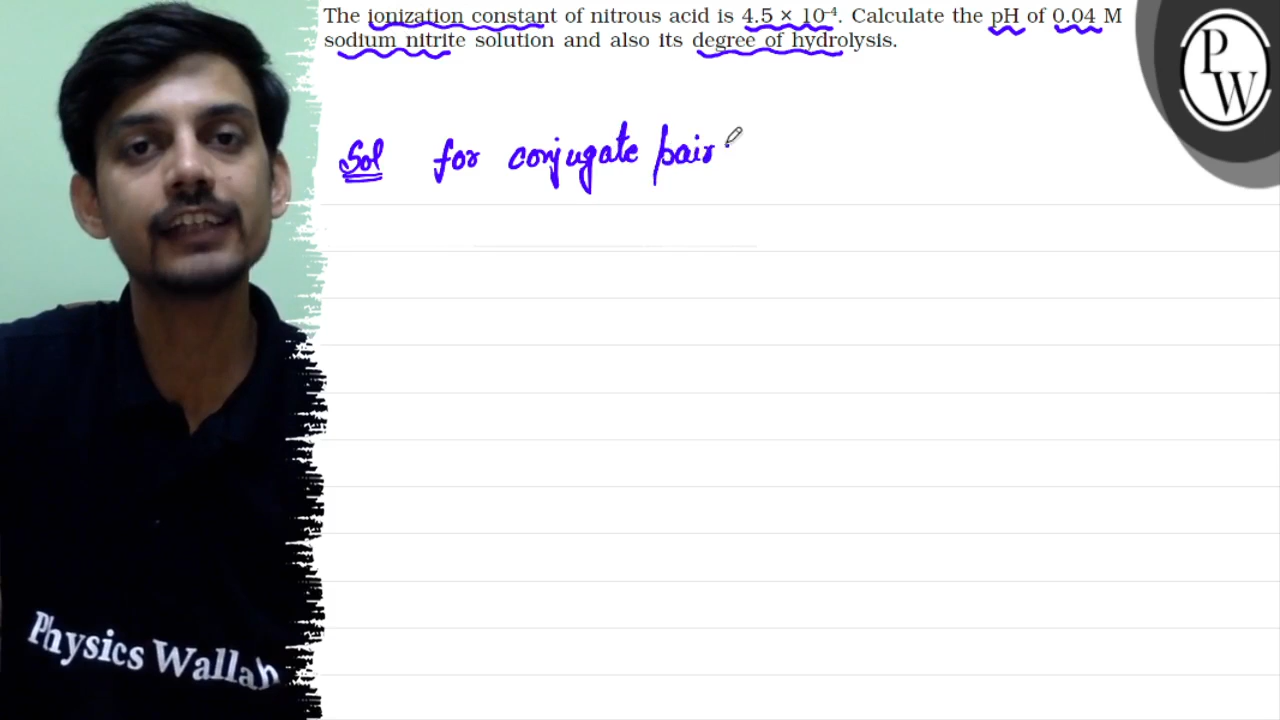 The ionization constant of nitrous acid is 4.5 × 10⁻⁴. Calculate the pH of 0.04 M
sodium nitrite solution and also its degree of hydrolysis.
PW
Sol for conjugate pair
Physics Wallah